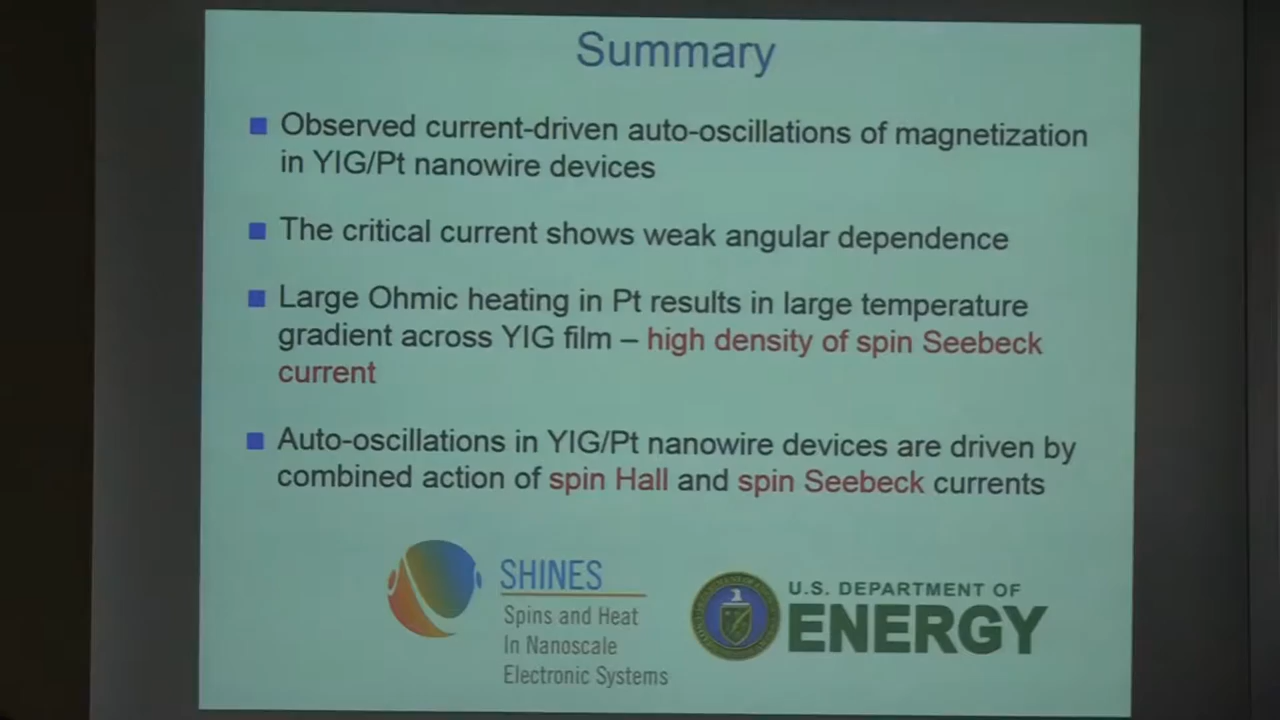 Summary
Observed current-driven auto-oscillations of magnetization
in YIG/Pt nanowire devices
The critical current shows weak angular dependence
Large Ohmic heating in Pt results in large temperature
gradient across YIG film – high density of spin Seebeck
current
Auto-oscillations in YIG/Pt nanowire devices are driven by
combined action of spin Hall and spin Seebeck currents
SHINES
Spins and Heat
In Nanoscale
Electronic Systems
U.S. DEPARTMENT OF
ENERGY